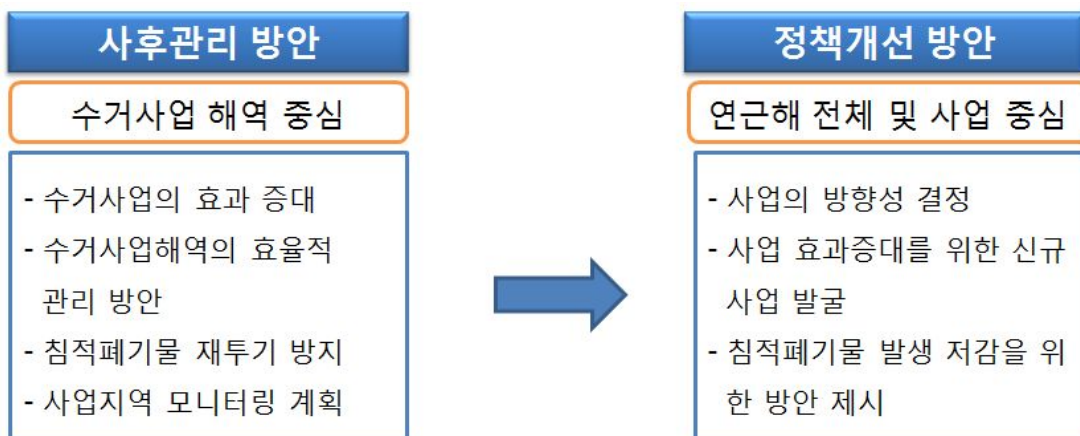 사후관리 방안
수거사업 해역 중심
- 수거사업의 효과 증대
- 수거사업해역의 효율적
관리 방안
- 침적폐기물 재투기 방지
- 사업지역 모니터링 계획
정책개선 방안
연근해 전체 및 사업 중심
- 사업의 방향성 결정
- 사업 효과증대를 위한 신규
사업 발굴
- 침적폐기물 발생 저감을 위
한 방안 제시